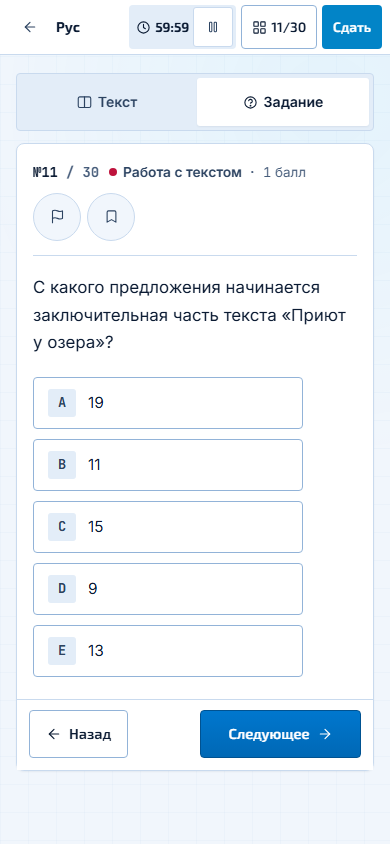 Рус
59:59
11/30
Сдать
Текст
Задание
№11 / 30 • Работа с текстом · 1 балл
С какого предложения начинается
заключительная часть текста «Приют
у озера»?
A 19
B 11
C 15
D 9
E 13
← Назад
Следующее →